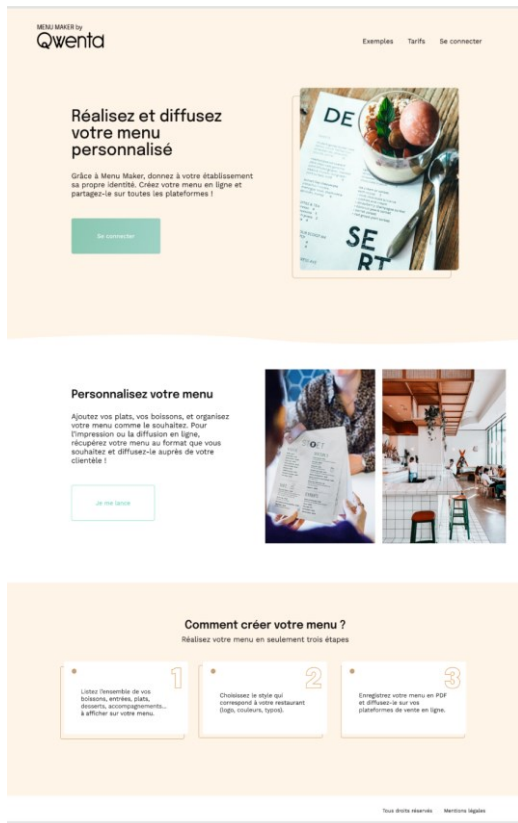 MENU MAKER by
Qwenta
Exemples Tarifs Se connecter
Réalisez et diffusez
votre menu
personnalisé
Grâce à Menu Maker, donnez à votre établissement
sa propre identité. Créez votre menu en ligne et
partagez-le sur toutes les plateformes !
Se connecter
DE
SE
RT
Personnalisez votre menu
Ajoutez vos plats, vos boissons, et organisez
votre menu comme le souhaitez. Pour
l'impression ou la diffusion en ligne,
récupérez votre menu au format que vous
souhaitez et diffusez-le auprès de votre
clientèle !
Je me lance
Comment créer votre menu ?
Réalisez votre menu en seulement trois étapes
1
Listez l'ensemble de vos
boissons, entrées, plats,
desserts, accompagnements...
à afficher sur votre menu.
2
Choisissez le style qui
correspond à votre restaurant
(logo, couleurs, typos).
3
Enregistrez votre menu en PDF
et diffusez-le sur vos
plateformes de vente en ligne.
Tous droits réservés Mentions légales